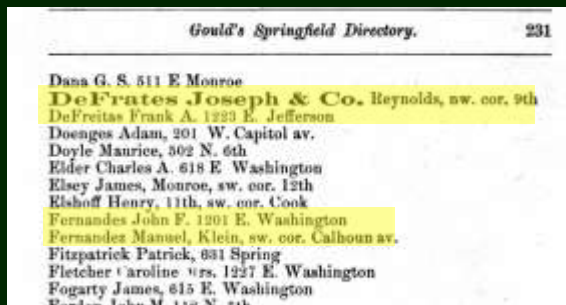 Gould's Springfield Directory. 231
Dana G. S. 511 E Monroe
DeFrates Joseph & Co. Reynolds, nw. cor. 9th
DeFreitas Frank A. 1223 E. Jefferson
Doenges Adam, 201 W. Capitol av.
Doyle Maurice, 502 N. 6th
Elder Charles A. 618 E Washington
Elsey James, Monroe, sw. cor. 12th
Elshoff Henry, 11th, sw. cor. Cook
Fernandes John F. 1201 E. Washington
Fernandez Manuel, Klein, sw. cor. Calhoun av.
Fitzpatrick Patrick, 631 Spring
Fletcher Caroline Mrs. 1227 E. Washington
Fogarty James, 615 E. Washington
John M.